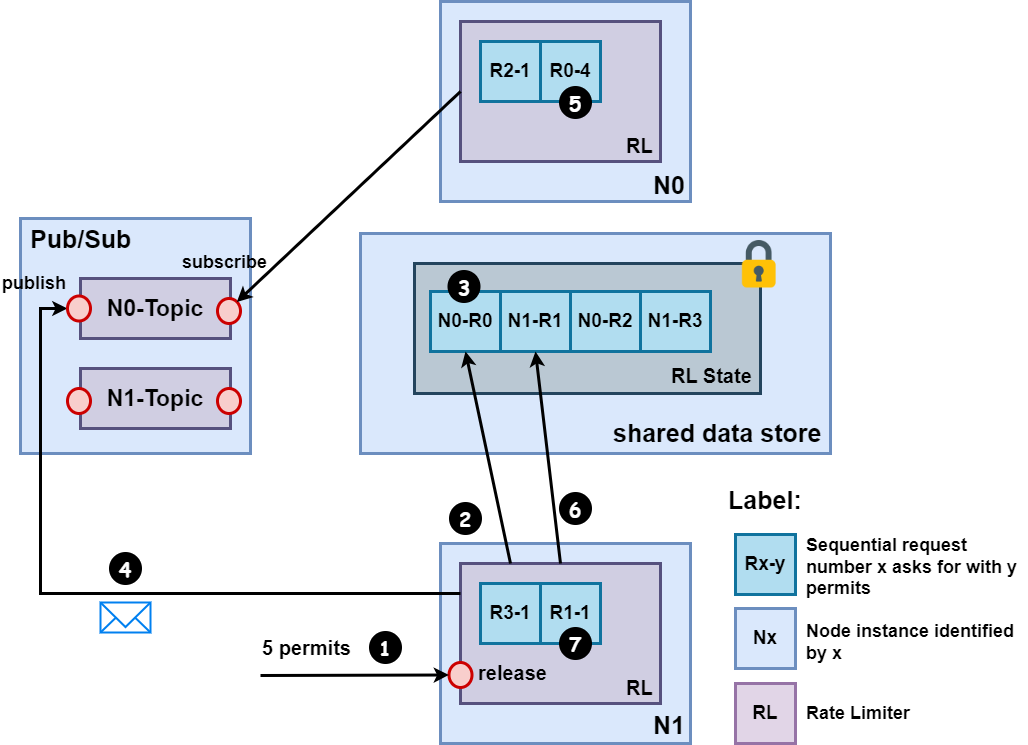 R2-1 R0-4
5
RL
N0
Pub/Sub
subscribe
publish
N0-Topic
N1-Topic
3
N0-R0 N1-R1 N0-R2 N1-R3
RL State
shared data store
2
6
4
Label:
Rx-y
Sequential request
number x asks for with y
permits
Nx
Node instance identified
by x
RL
Rate Limiter
R3-1 R1-1
7
5 permits
1
release
RL
N1